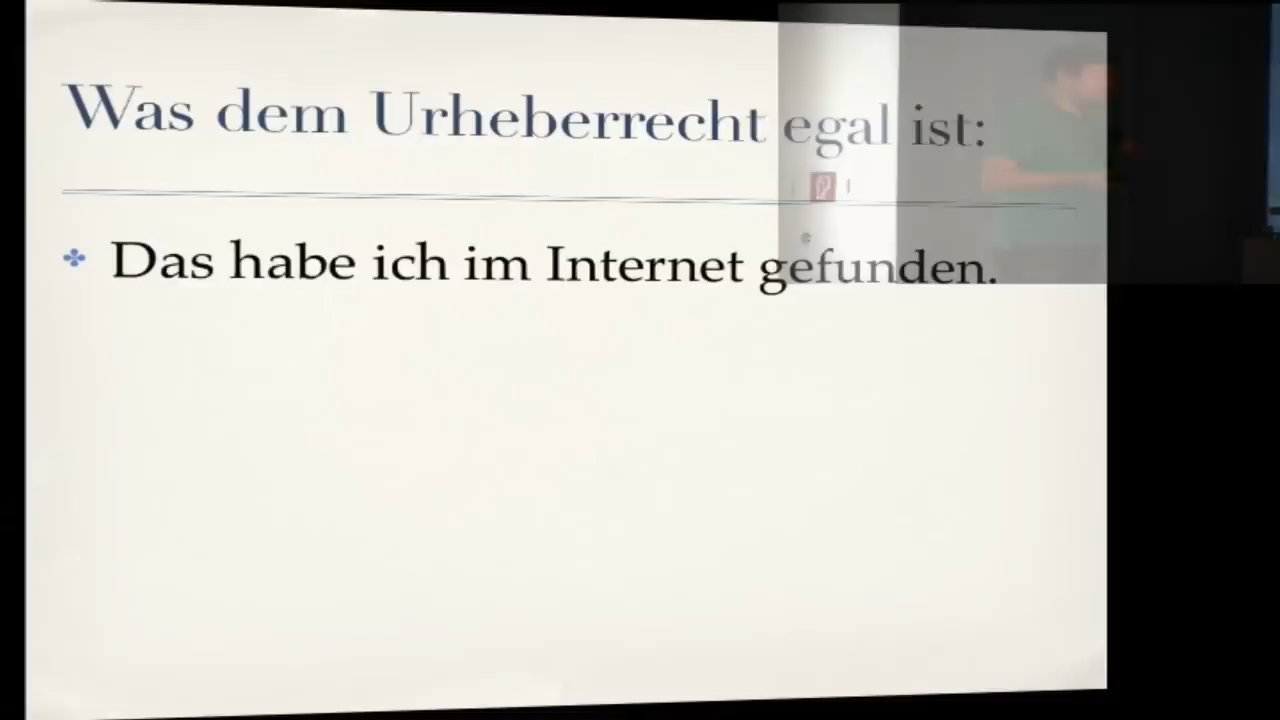 Was dem Urheberrecht egal ist:
Das habe ich im Internet gefunden.